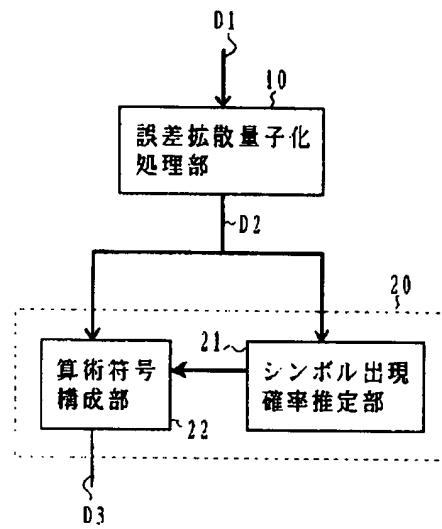 D1
10
誤差拡散量子化
処理部
D2
20
21
算術符号
構成部
シンボル出現
確率推定部
22
D3